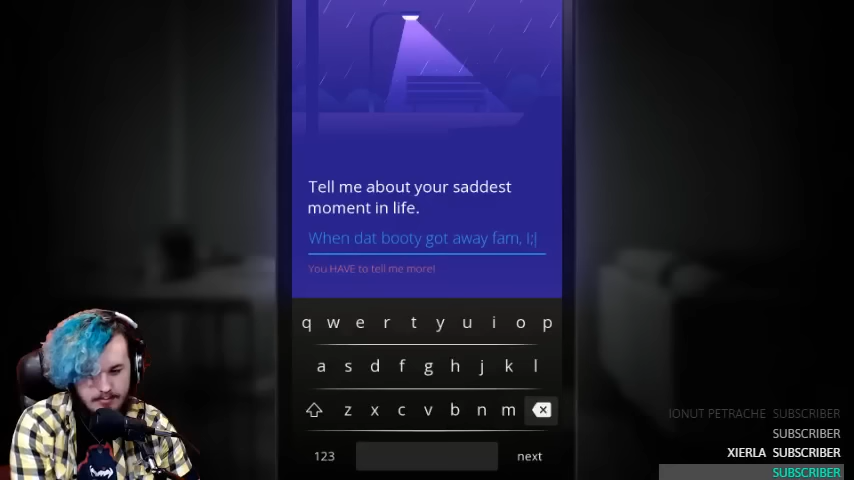 Tell me about your saddest
moment in life.
When dat booty got away fam, I;
You HAVE to tell me more!
q w e r t y u i o p
a s d f g h j k l
z x c v b n m
123 next
IONUT PETRACHE SUBSCRIBER
SUBSCRIBER
XIERLA SUBSCRIBER
SUBSCRIBER